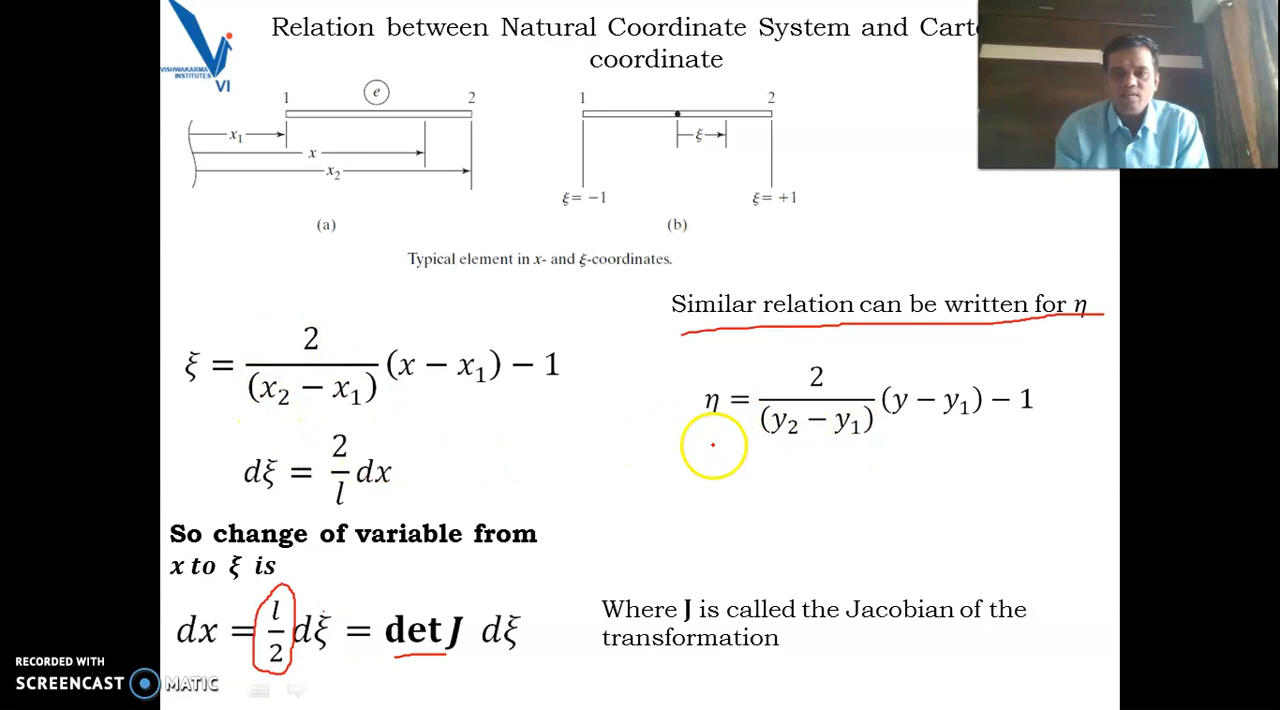 Relation between Natural Coordinate System and Carte
coordinate
VISHWAKARMA
INSTITUTES
VI
1 e 2
x₁
x
x₂
(a)
1 2
ξ
ξ = −1 ξ = +1
(b)
Typical element in x- and ξ-coordinates.
Similar relation can be written for η
ξ = 2/(x₂ − x₁) (x − x₁) − 1
η = 2/(y₂ − y₁) (y − y₁) − 1
dξ = 2/l dx
So change of variable from
x to ξ is
dx = l/2 dξ = det J dξ
Where J is called the Jacobian of the
transformation
RECORDED WITH
SCREENCAST MATIC